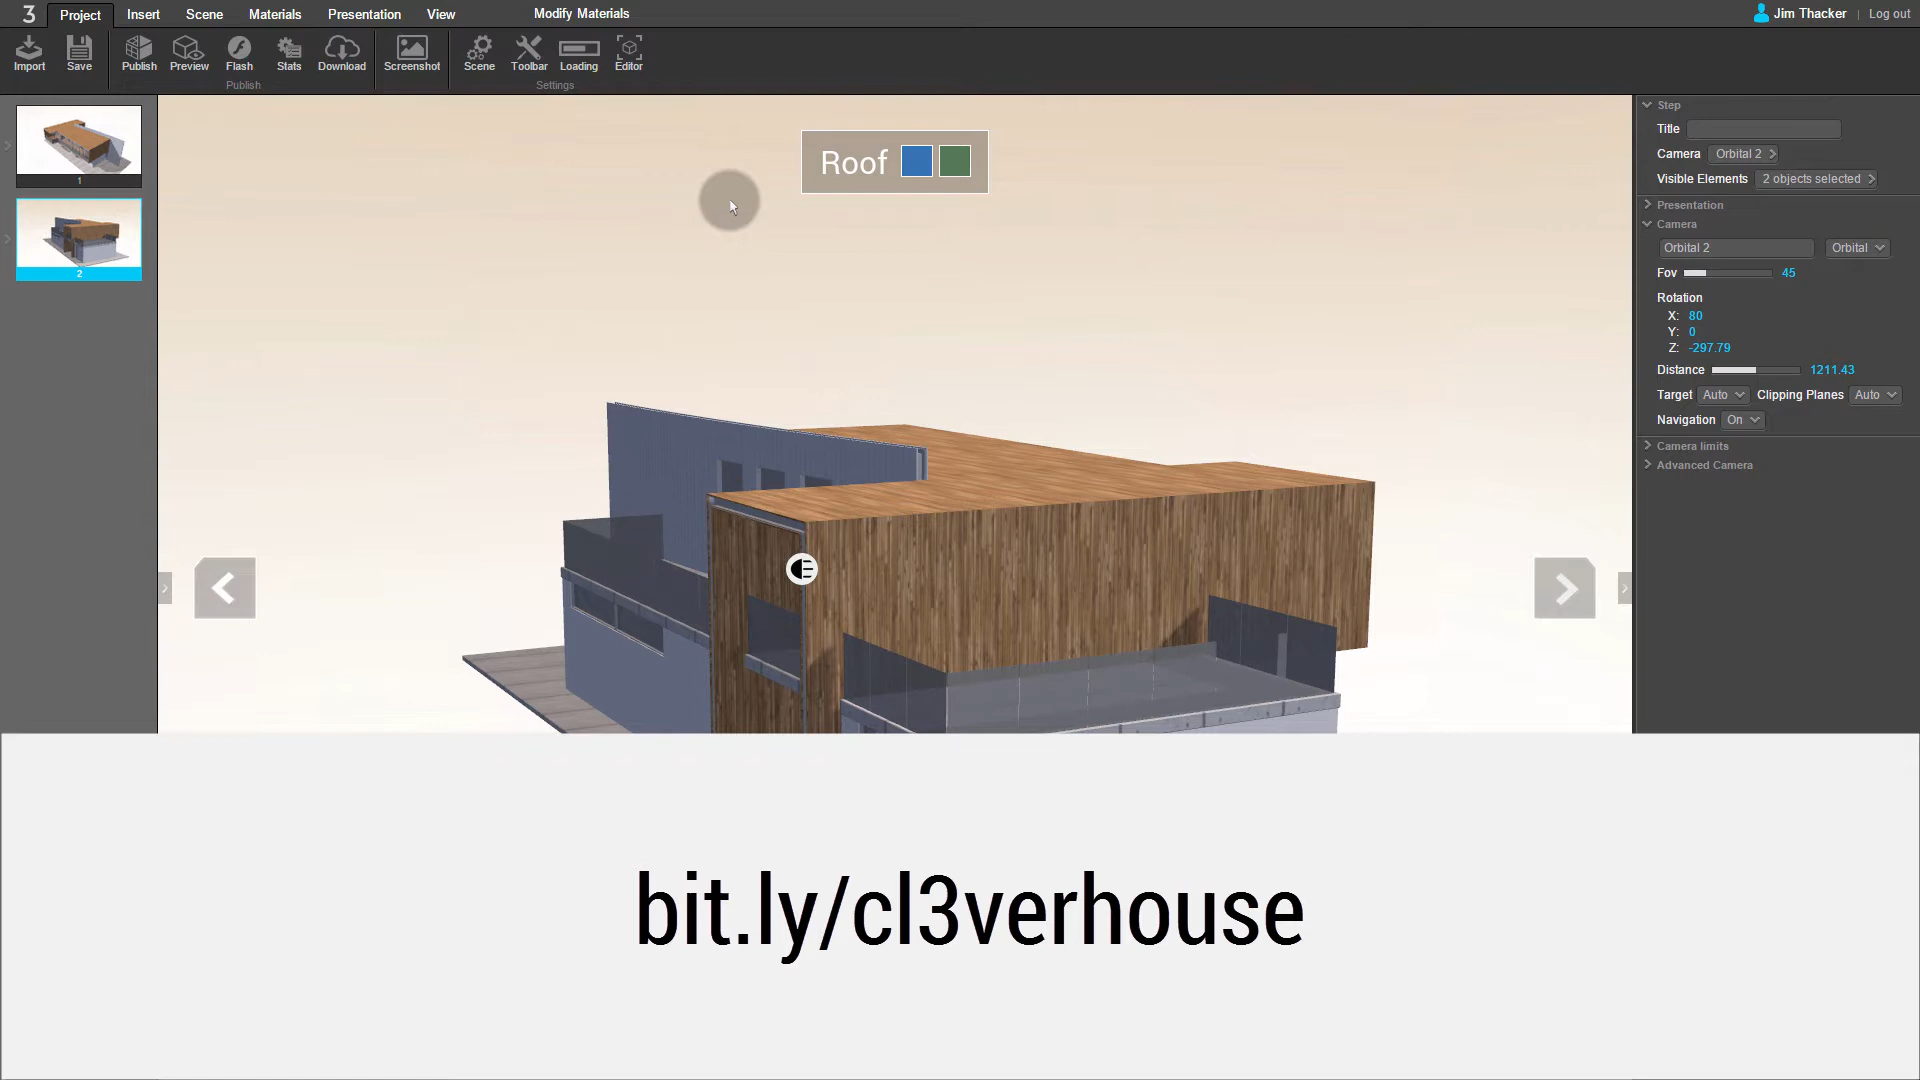 3 Project Insert Scene Materials Presentation View Modify Materials Jim Thacker | Log out
Import Save Publish Preview Flash Stats Download Screenshot Scene Toolbar Loading Editor
Publish Settings
1
2
Roof
Step
Title
Camera Orbital 2
Visible Elements 2 objects selected
Presentation
Camera
Orbital 2 Orbital
Fov 45
Rotation
X: 80
Y: 0
Z: -297.79
Distance 1211.43
Target Auto Clipping Planes Auto
Navigation On
Camera limits
Advanced Camera
bit.ly/cl3verhouse